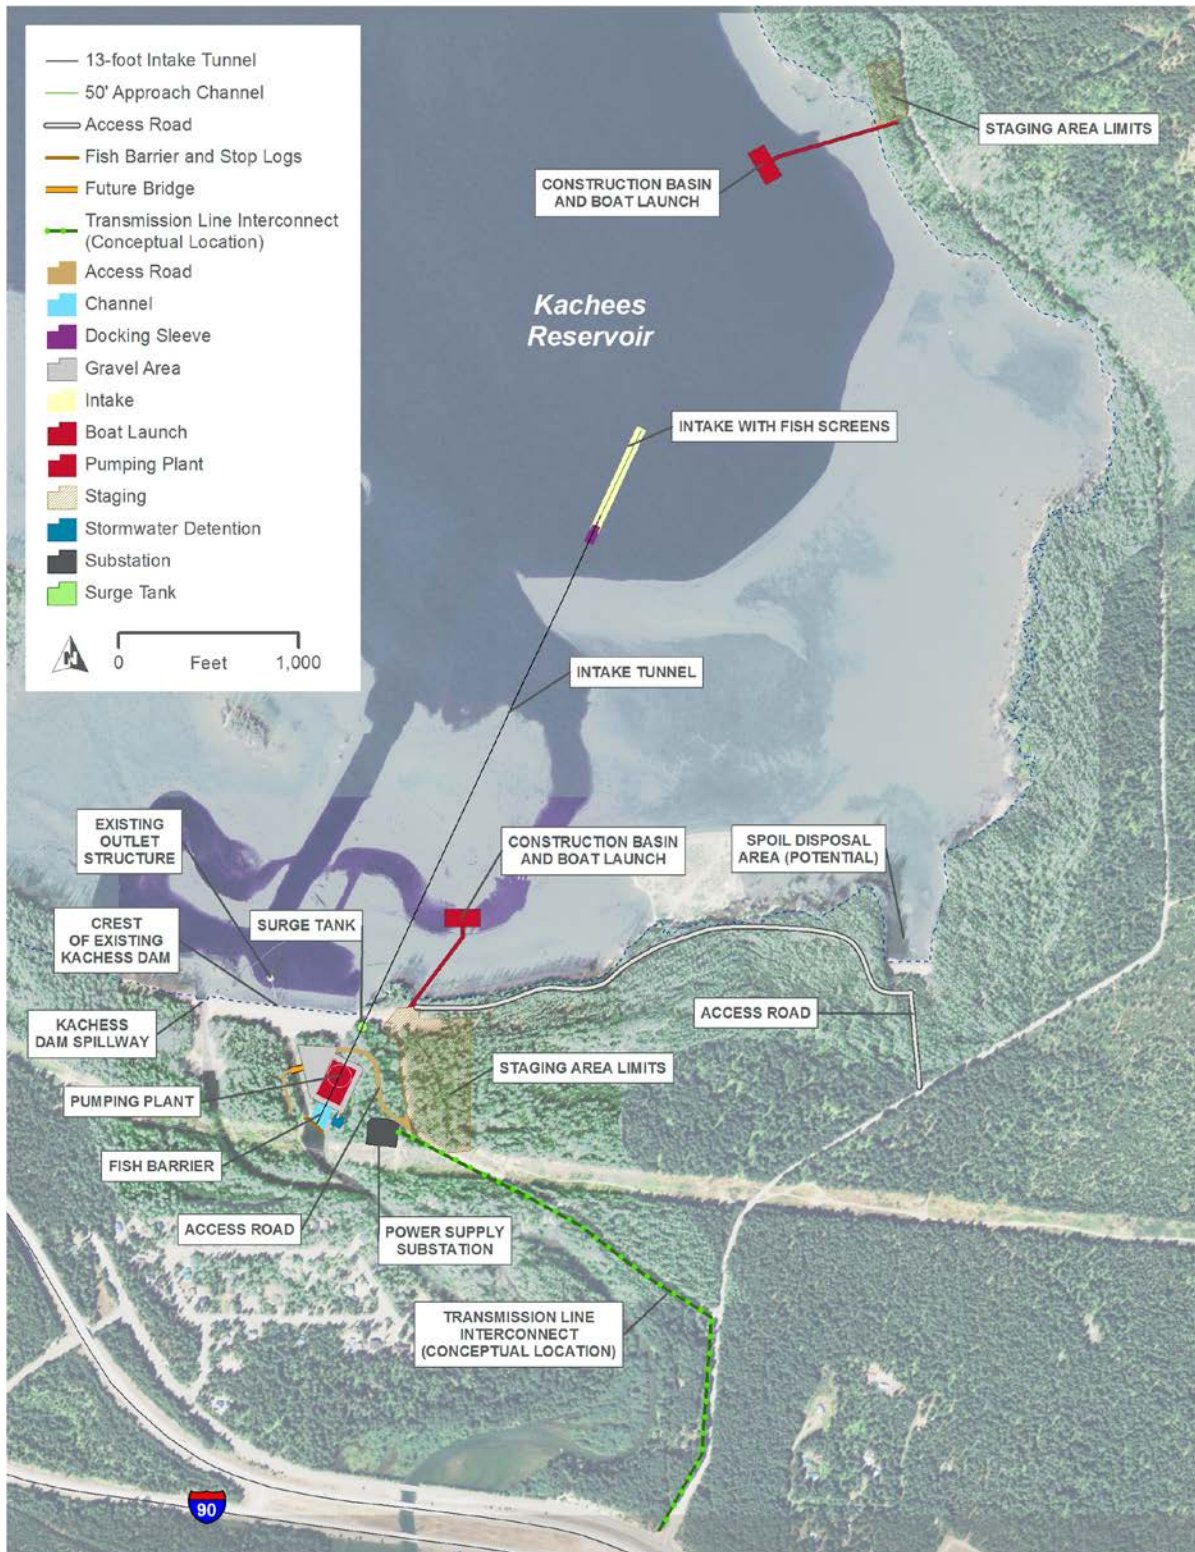 13-foot Intake Tunnel
50' Approach Channel
Access Road
Fish Barrier and Stop Logs
Future Bridge
Transmission Line Interconnect
(Conceptual Location)
Access Road
Channel
Docking Sleeve
Gravel Area
Intake
Boat Launch
Pumping Plant
Staging
Stormwater Detention
Substation
Surge Tank
N
0 Feet 1,000
STAGING AREA LIMITS
CONSTRUCTION BASIN
AND BOAT LAUNCH
Kachees
Reservoir
INTAKE WITH FISH SCREENS
INTAKE TUNNEL
EXISTING
OUTLET
STRUCTURE
CONSTRUCTION BASIN
AND BOAT LAUNCH
SPOIL DISPOSAL
AREA (POTENTIAL)
CREST
OF EXISTING
KACHESS DAM
SURGE TANK
KACHESS
DAM SPILLWAY
ACCESS ROAD
STAGING AREA LIMITS
PUMPING PLANT
FISH BARRIER
ACCESS ROAD
POWER SUPPLY
SUBSTATION
TRANSMISSION LINE
INTERCONNECT
(CONCEPTUAL LOCATION)
90